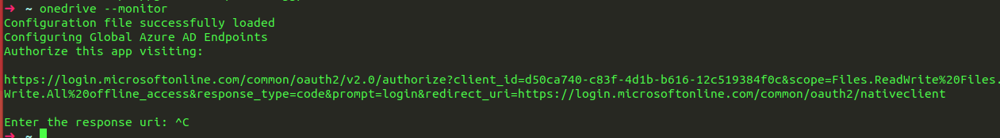 ➜ ~ onedrive --monitor
Configuration file successfully loaded
Configuring Global Azure AD Endpoints
Authorize this app visiting:
https://login.microsoftonline.com/common/oauth2/v2.0/authorize?client_id=d50ca740-c83f-4d1b-b616-12c519384f0c&scope=Files.ReadWrite%20Files.
Write.All%20offline_access&response_type=code&prompt=login&redirect_uri=https://login.microsoftonline.com/common/oauth2/nativeclient
Enter the response uri: ^C
➜ ~